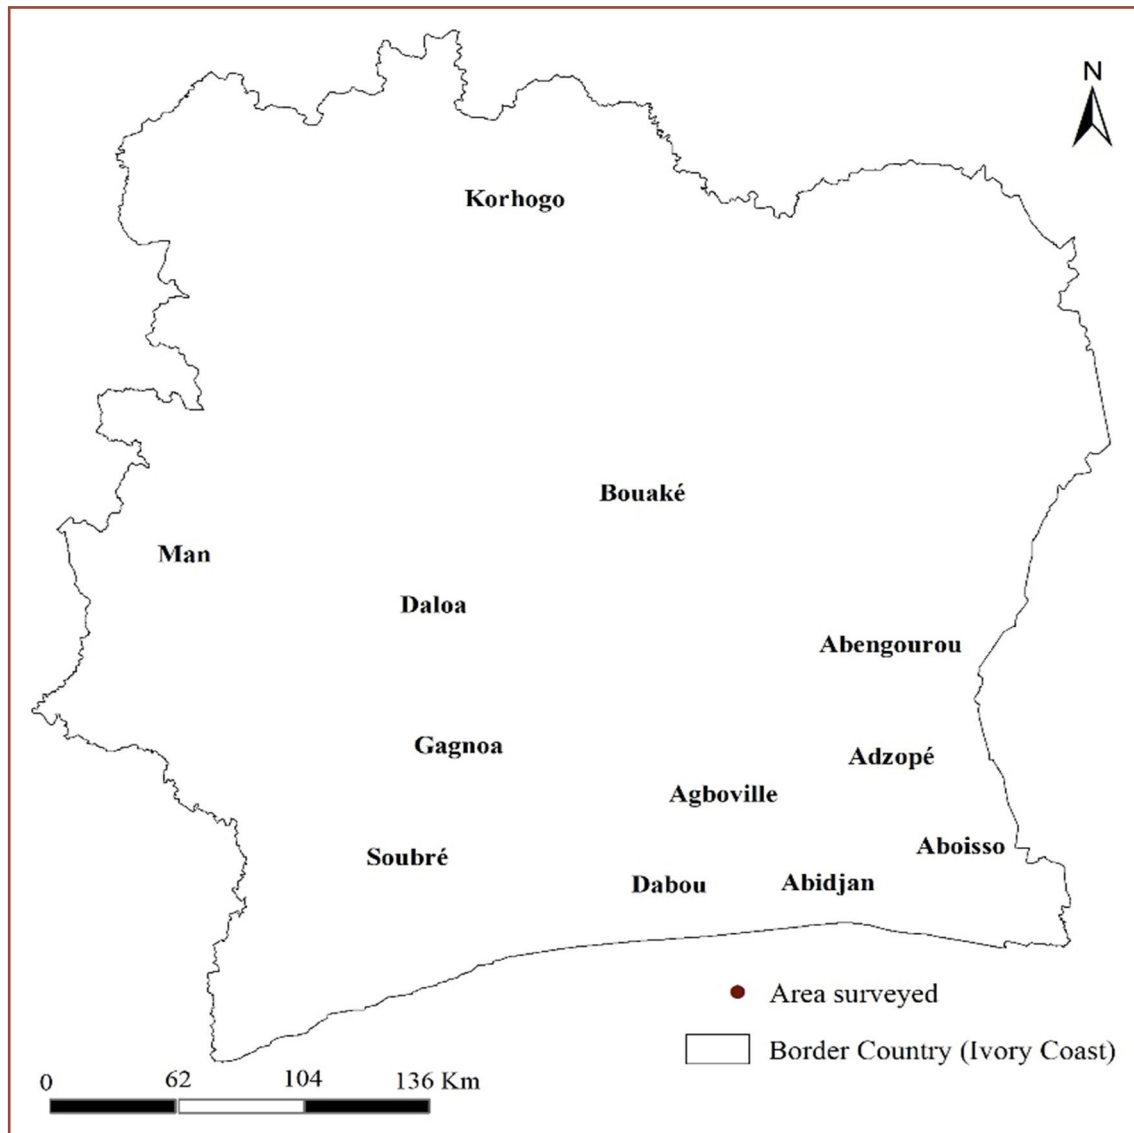 N
Korhogo
Bouaké
Man
Daloa
Abengourou
Gagnoa
Adzopé
Agboville
Aboisso
Soubré
Dabou
Abidjan
Area surveyed
Border Country (Ivory Coast)
0 62 104 136 Km